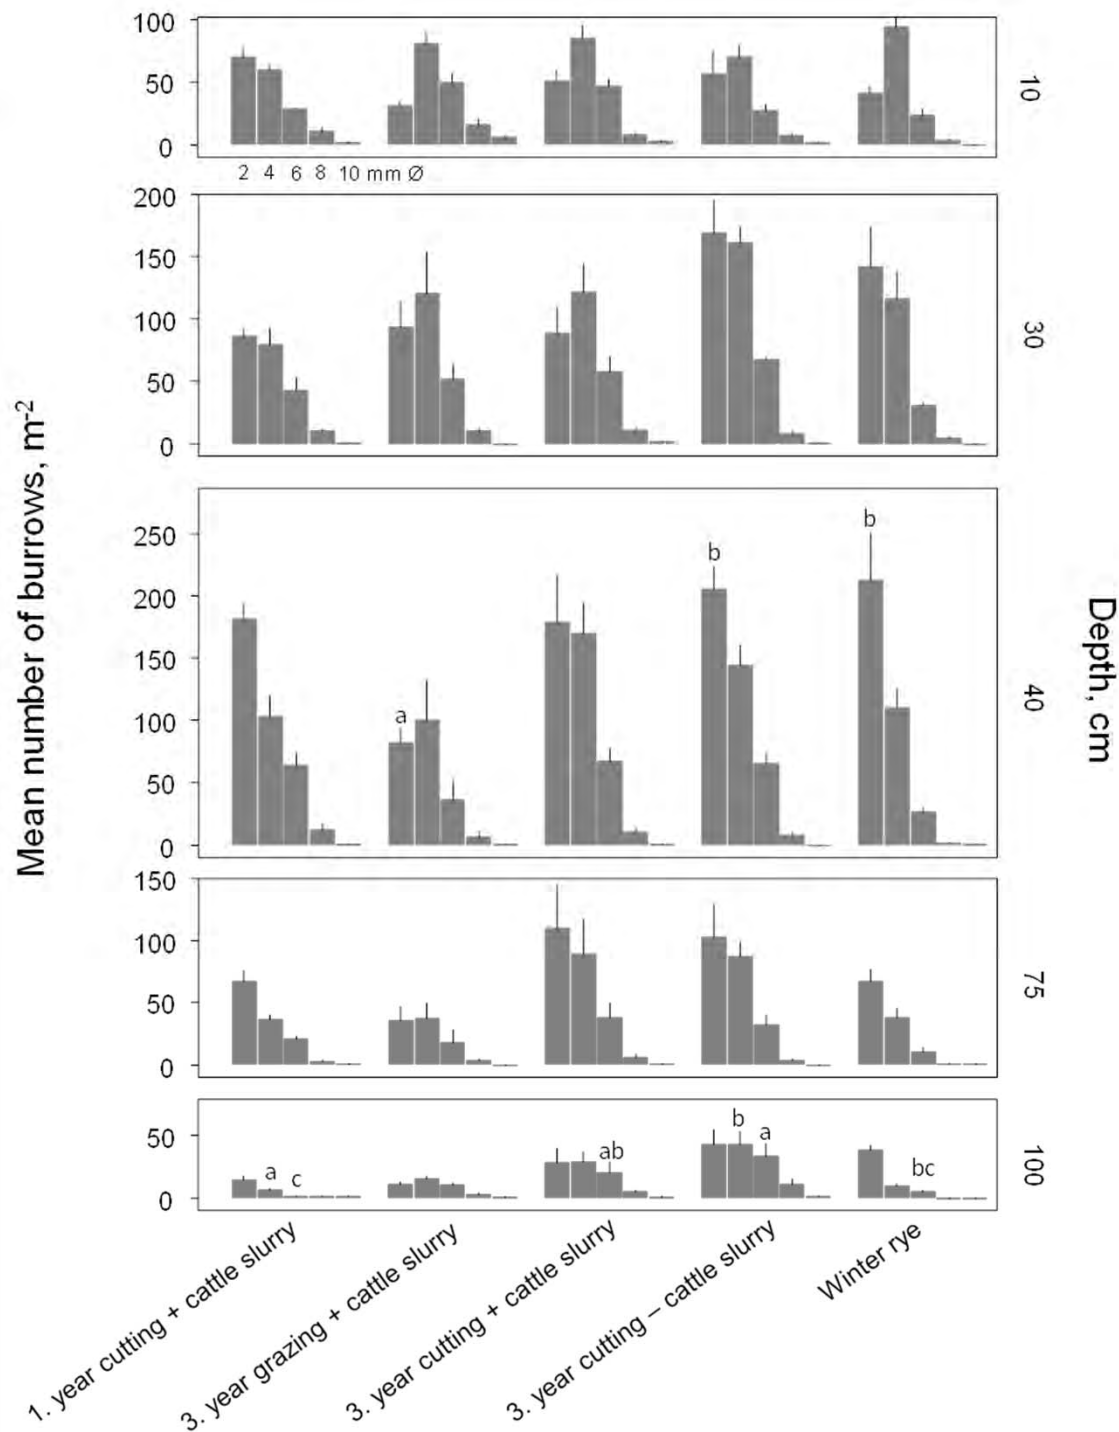 100
50
0
10
2 4 6 8 10 mm Ø
200
150
100
50
0
30
Mean number of burrows, m-2
Depth, cm
250
200
150
100
50
0
a
b
b
40
150
100
50
0
75
50
0
a
c
ab
b
a
bc
100
1. year cutting + cattle slurry
3. year grazing + cattle slurry
3. year cutting + cattle slurry
3. year cutting – cattle slurry
Winter rye